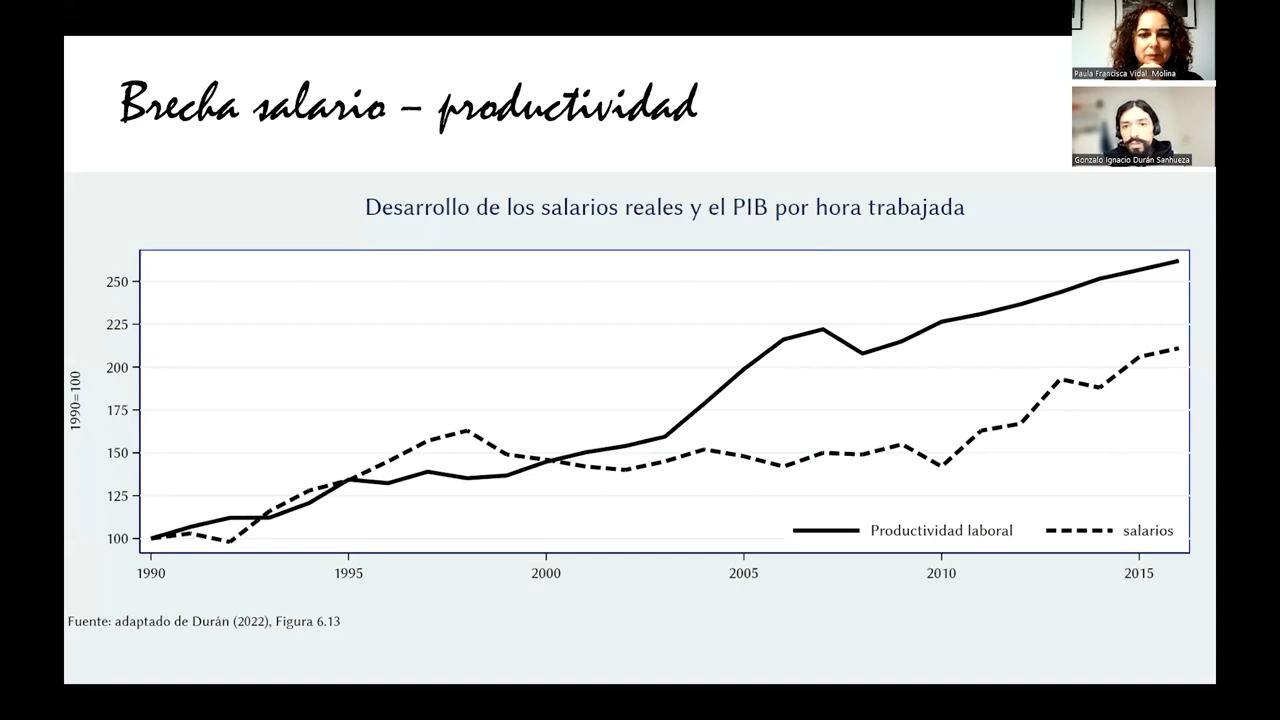 Brecha salario – productividad
Paula Francisca Vidal Molina
Gonzalo Ignacio Durán Sanhueza
Desarrollo de los salarios reales y el PIB por hora trabajada
1990=100
250
225
200
175
150
125
100
Productividad laboral
salarios
1990
1995
2000
2005
2010
2015
Fuente: adaptado de Durán (2022), Figura 6.13